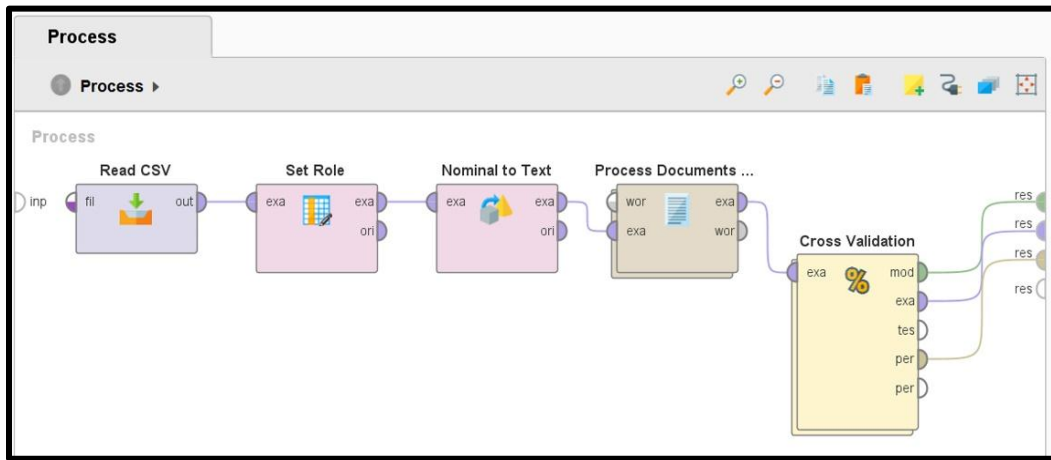 Process
Process
Process
Read CSV
Set Role
Nominal to Text
Process Documents ...
Cross Validation
inp
fil
out
exa
exa
ori
exa
exa
ori
wor
exa
exa
wor
exa
mod
exa
tes
per
per
%
res
res
res
res